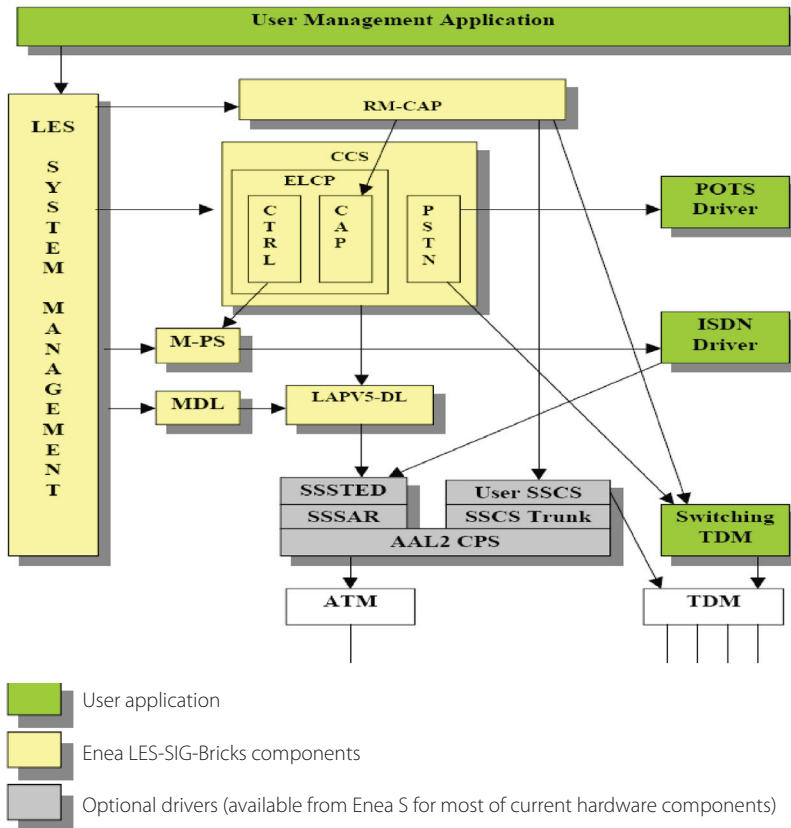 User Management Application
LES
SYSTEM
MANAGEMENT
RM-CAP
CCS
ELCP
CTRL
CAP
PSTN
POTS
Driver
ISDN
Driver
M-PS
MDL
LAPV5-DL
SSSTED
SSSAR
User SSCS
SSCS Trunk
AAL2 CPS
Switching
TDM
ATM
TDM
User application
Enea LES-SIG-Bricks components
Optional drivers (available from Enea S for most of current hardware components)